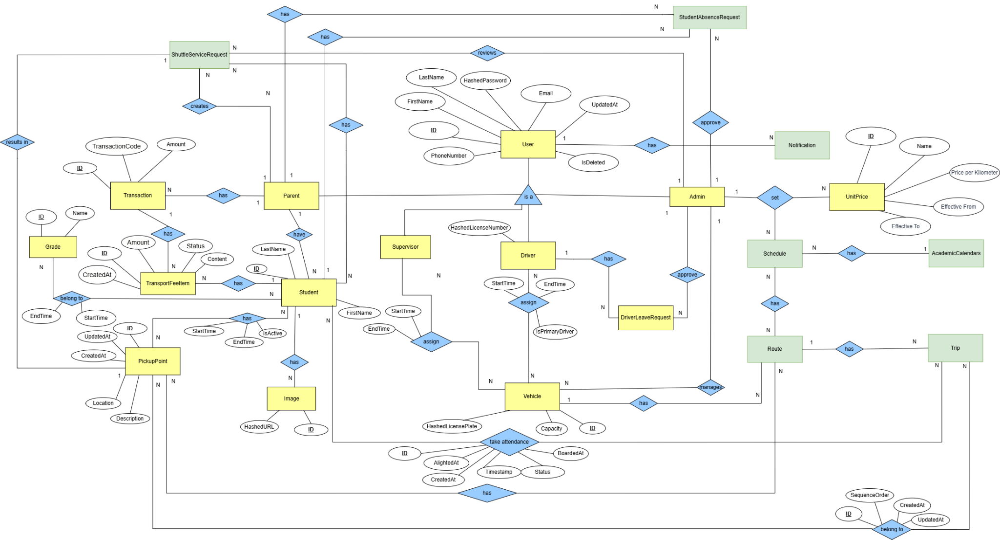 has
N
StudentAbsenceRequest
has
N
N
ShuttleServiceRequest
N
reviews
1
N
N
LastName
HashedPassword
Email
N
FirstName
UpdatedAt
creates
has
approve
ID
results in
TransactionCode
Amount
User
1
has
N
Notification
ID
Name
PhoneNumber
IsDeleted
ID
Price per Kilometer
1
1
1
1
Transaction
N
has
1
Parent
is a
Admin
1
set
N
UnitPrice
Effective From
ID
Name
1
1
1
1
Effective To
has
have
HashedLicenseNumber
N
Grade
Amount
Status
LastName
Supervisor
Driver
1
has
Schedule
N
has
1
AcademicCalendars
ID
Content
N
CreatedAt
N
ID
N
1
N
N
N
approve
N
TransportFeeItem
N
has
1
StartTime
EndTime
Student
belong to
N
assign
has
EndTime
StartTime
N
has
1
FirstName
StartTime
N
N
N
DriverLeaveRequest
ID
StartTime
IsActive
EndTime
IsPrimaryDriver
N
UpdatedAt
N
EndTime
assign
CreatedAt
PickupPoint
has
Route
1
has
N
Trip
1
N
N
N
N
N
N
N
N
N
manages
Location
Image
Vehicle
1
has
N
Description
HashedURL
ID
HashedLicensePlate
Capacity
ID
take attendance
ID
AlightedAt
BoardedAt
CreatedAt
Timestamp
Status
has
SequenceOrder
ID
CreatedAt
UpdatedAt
belong to